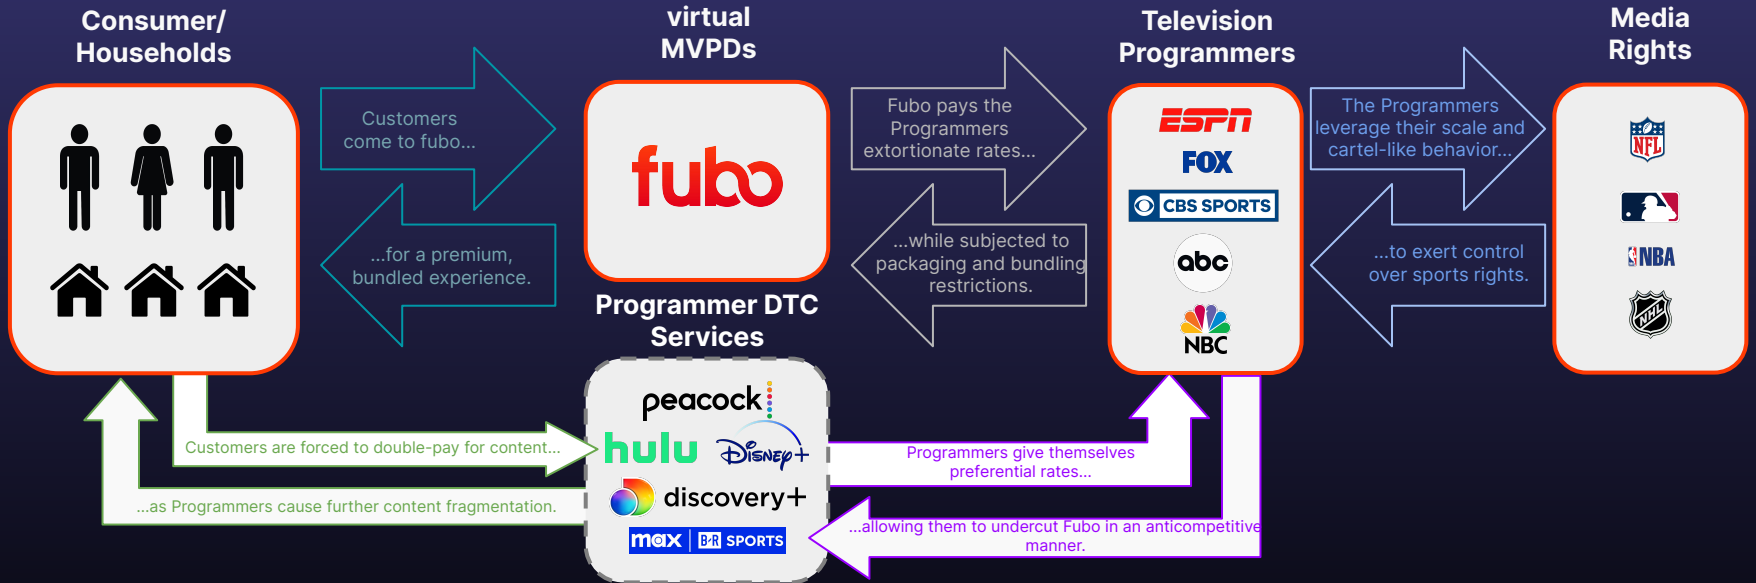 Consumer/
Households
virtual
MVPDs
Television
Programmers
Media
Rights
Customers
come to fubo...
...for a premium,
bundled experience.
fubo
Fubo pays the
Programmers
extortionate rates...
...while subjected to
packaging and bundling
restrictions.
ESPN
FOX
CBS SPORTS
abc
NBC
The Programmers
leverage their scale and
cartel-like behavior...
...to exert control
over sports rights.
NFL
NBA
NHL
Programmer DTC
Services
peacock
hulu
Disney+
discovery+
max B/R SPORTS
Customers are forced to double-pay for content...
...as Programmers cause further content fragmentation.
Programmers give themselves
preferential rates...
...allowing them to undercut Fubo in an anticompetitive
manner.